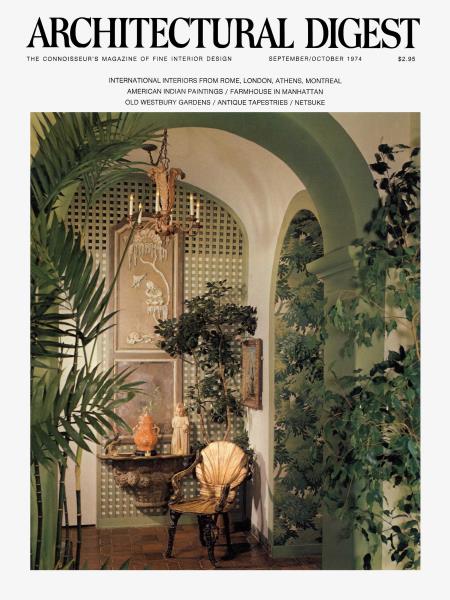 ARCHITECTURAL DIGEST
THE CONNOISSEUR'S MAGAZINE OF FINE INTERIOR DESIGN SEPTEMBER/OCTOBER 1974 $2.95
INTERNATIONAL INTERIORS FROM ROME, LONDON, ATHENS, MONTREAL
AMERICAN INDIAN PAINTINGS / FARMHOUSE IN MANHATTAN
OLD WESTBURY GARDENS / ANTIQUE TAPESTRIES / NETSUKE